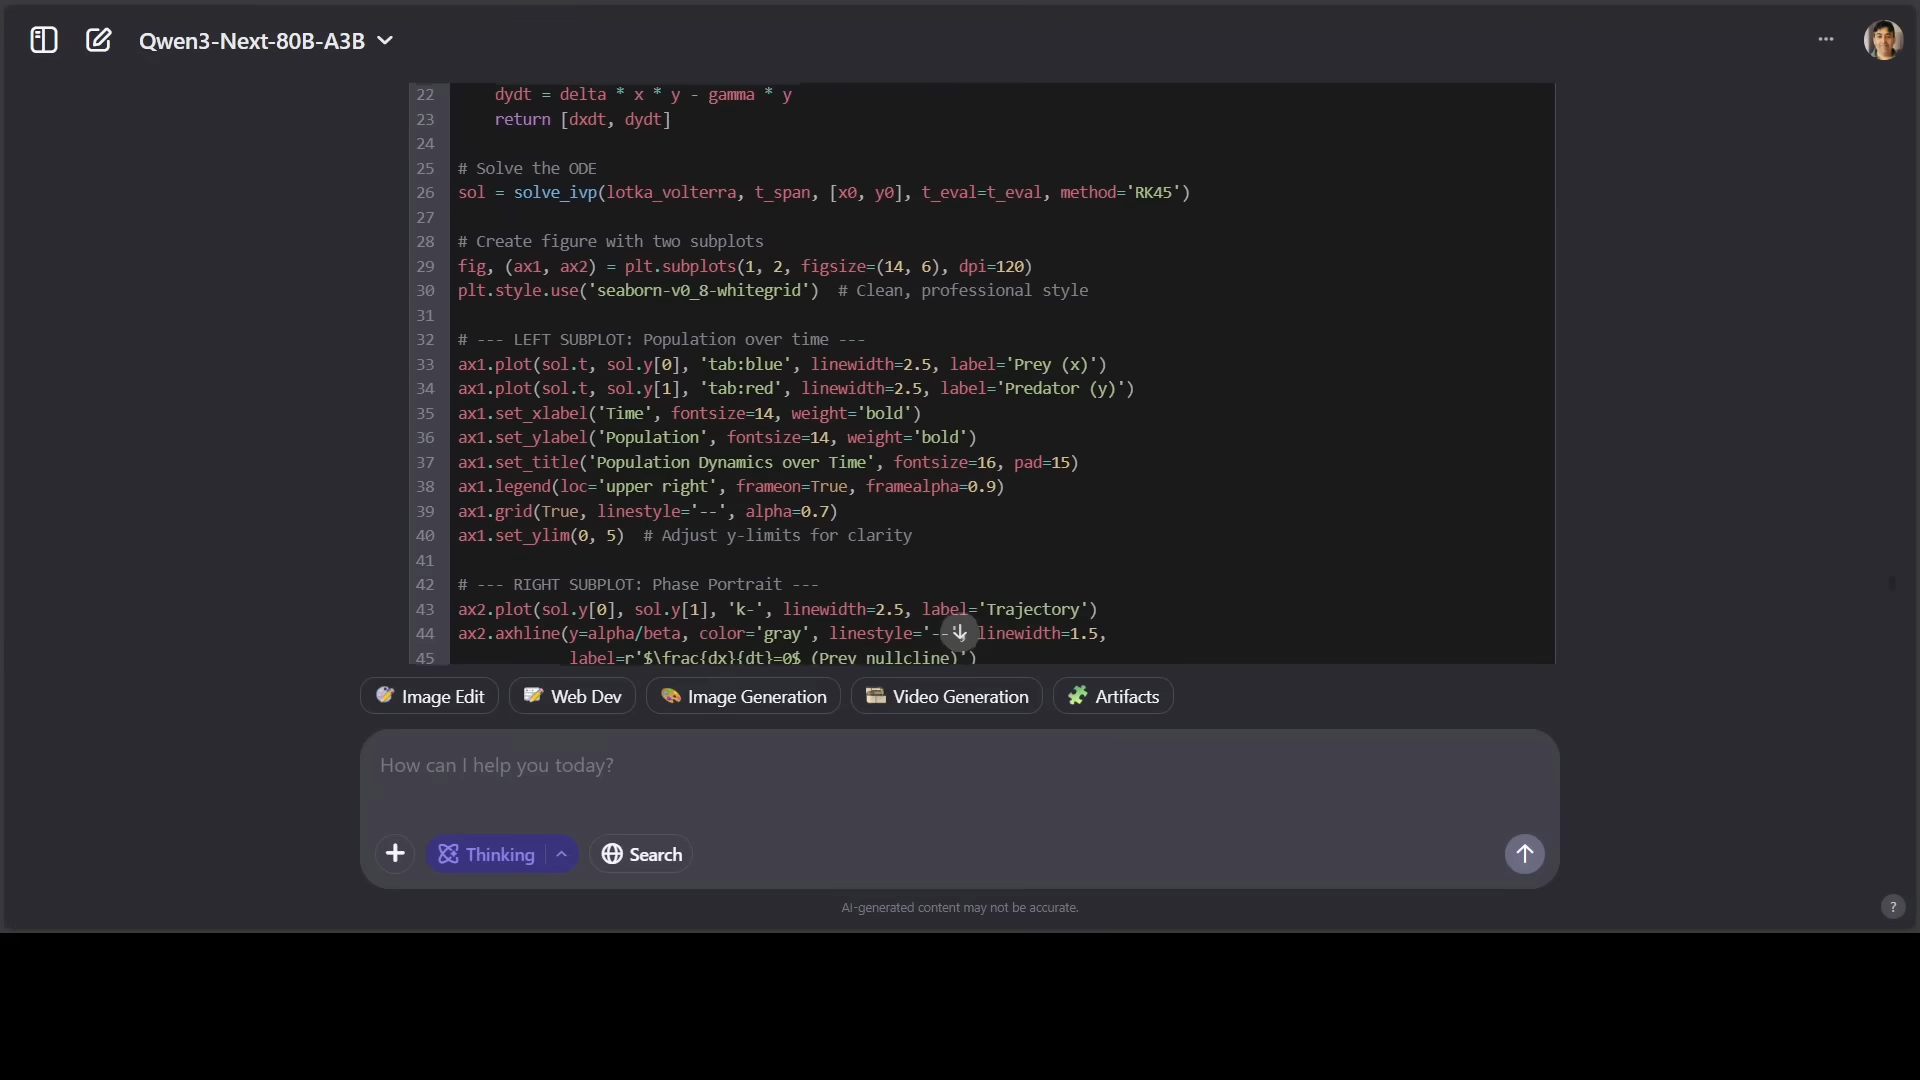 Qwen3-Next-80B-A3B
22 dydt = delta * x * y - gamma * y
23 return [dxdt, dydt]
24
25 # Solve the ODE
26 sol = solve_ivp(lotka_volterra, t_span, [x0, y0], t_eval=t_eval, method='RK45')
27
28 # Create figure with two subplots
29 fig, (ax1, ax2) = plt.subplots(1, 2, figsize=(14, 6), dpi=120)
30 plt.style.use('seaborn-v0_8-whitegrid')  # Clean, professional style
31
32 # --- LEFT SUBPLOT: Population over time ---
33 ax1.plot(sol.t, sol.y[0], 'tab:blue', linewidth=2.5, label='Prey (x)')
34 ax1.plot(sol.t, sol.y[1], 'tab:red', linewidth=2.5, label='Predator (y)')
35 ax1.set_xlabel('Time', fontsize=14, weight='bold')
36 ax1.set_ylabel('Population', fontsize=14, weight='bold')
37 ax1.set_title('Population Dynamics over Time', fontsize=16, pad=15)
38 ax1.legend(loc='upper right', frameon=True, framealpha=0.9)
39 ax1.grid(True, linestyle='--', alpha=0.7)
40 ax1.set_ylim(0, 5)  # Adjust y-limits for clarity
41
42 # --- RIGHT SUBPLOT: Phase Portrait ---
43 ax2.plot(sol.y[0], sol.y[1], 'k-', linewidth=2.5, label='Trajectory')
44 ax2.axhline(y=alpha/beta, color='gray', linestyle='--', linewidth=1.5,
45 label=r'$\frac{dx}{dt}=0$ (Prey nullcline)')
Image Edit
Web Dev
Image Generation
Video Generation
Artifacts
How can I help you today?
Thinking
Search
AI-generated content may not be accurate.
?